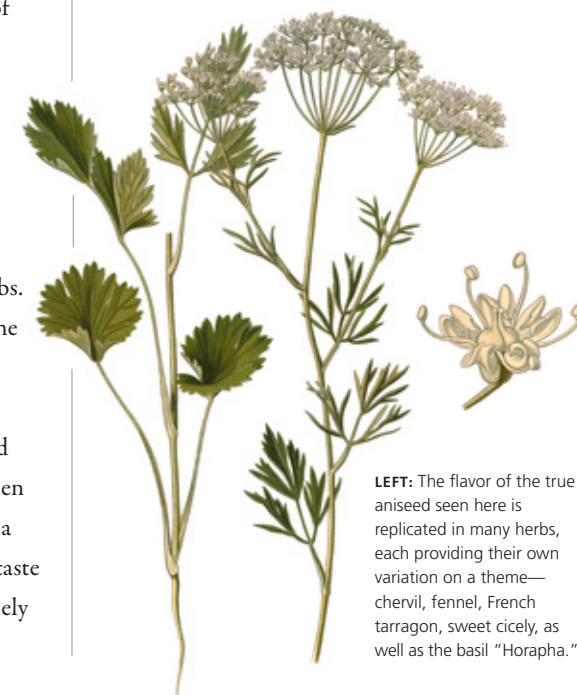 of
bs.
ne
d
en
a
taste
ely
LEFT: The flavor of the true
aniseed seen here is
replicated in many herbs,
each providing their own
variation on a theme—
chervil, fennel, French
tarragon, sweet cicely, as
well as the basil “Horapha.”